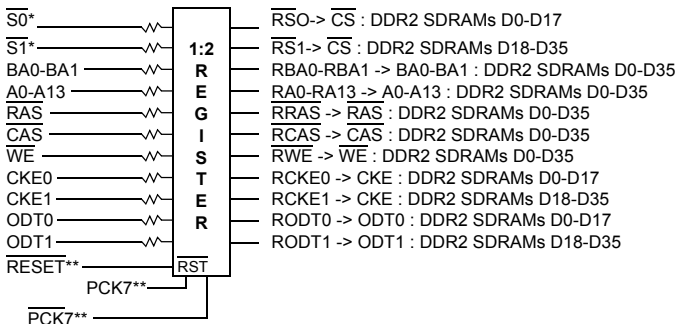 S0*
S1*
BA0-BA1
A0-A13
RAS
CAS
WE
CKE0
CKE1
ODT0
ODT1
RESET**
PCK7**
PCK7**
1:2
R
E
G
I
S
T
E
R
RST
RSO-> CS : DDR2 SDRAMs D0-D17
RS1-> CS : DDR2 SDRAMs D18-D35
RBA0-RBA1 -> BA0-BA1 : DDR2 SDRAMs D0-D35
RA0-RA13 -> A0-A13 : DDR2 SDRAMs D0-D35
RRAS -> RAS : DDR2 SDRAMs D0-D35
RCAS -> CAS : DDR2 SDRAMs D0-D35
RWE -> WE : DDR2 SDRAMs D0-D35
RCKE0 -> CKE : DDR2 SDRAMs D0-D17
RCKE1 -> CKE : DDR2 SDRAMs D18-D35
RODT0 -> ODT0 : DDR2 SDRAMs D0-D17
RODT1 -> ODT1 : DDR2 SDRAMs D18-D35